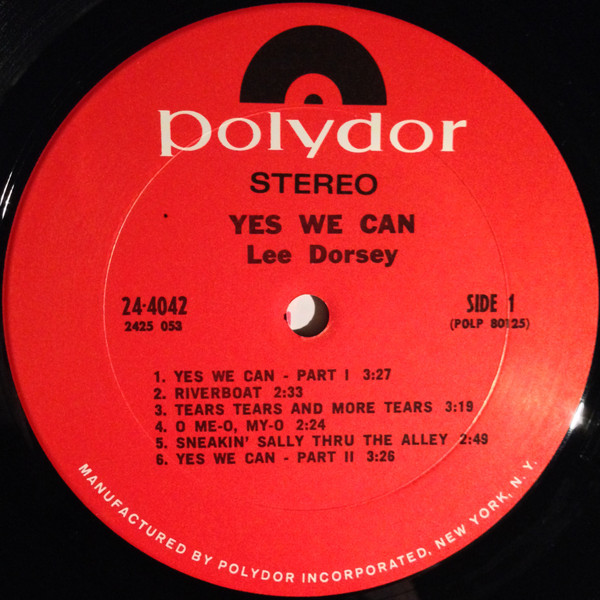 polydor
STEREO
YES WE CAN
Lee Dorsey
24-4042
2425 053
SIDE 1
(POLP 80125)
1. YES WE CAN - PART I 3:27
2. RIVERBOAT 2:33
3. TEARS TEARS AND MORE TEARS 3:19
4. O ME-O, MY-O 2:24
5. SNEAKIN' SALLY THRU THE ALLEY 2:49
6. YES WE CAN - PART II 3:26
MANUFACTURED BY POLYDOR INCORPORATED, NEW YORK, N. Y.